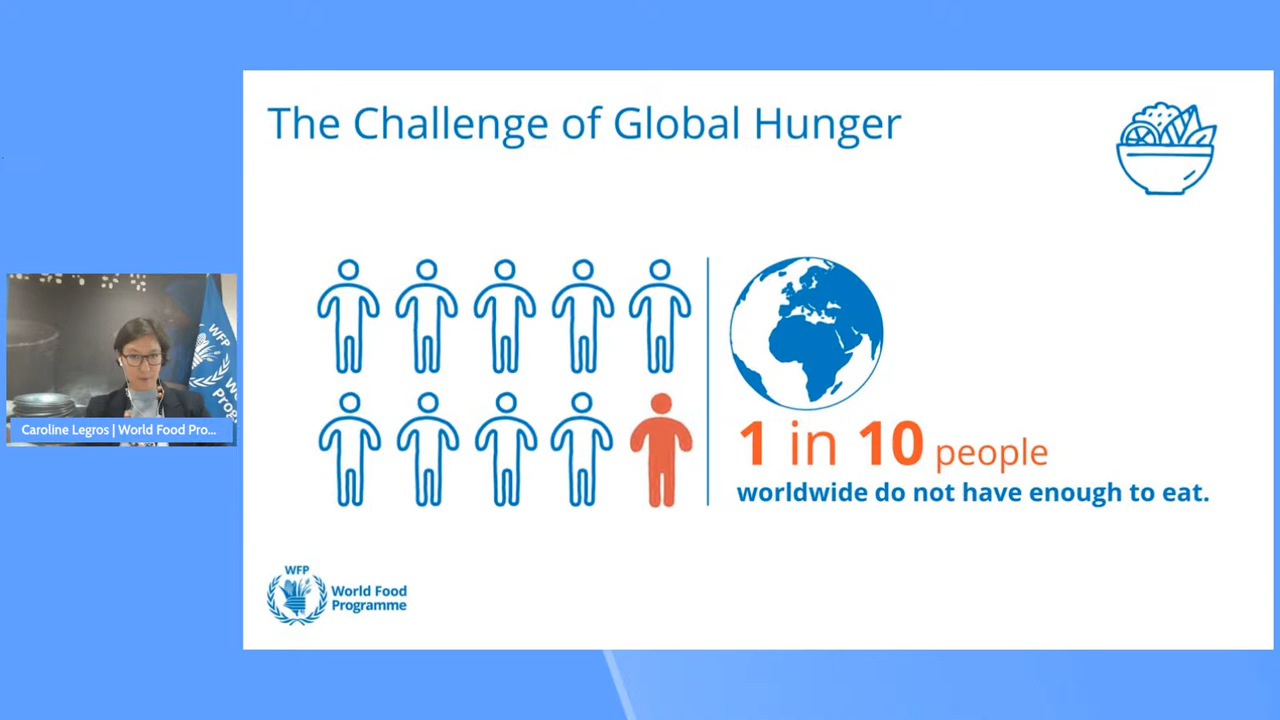 The Challenge of Global Hunger
1 in 10 people
worldwide do not have enough to eat.
WFP
World Food
Programme
WFP
Caroline Legros | World Food Pro...